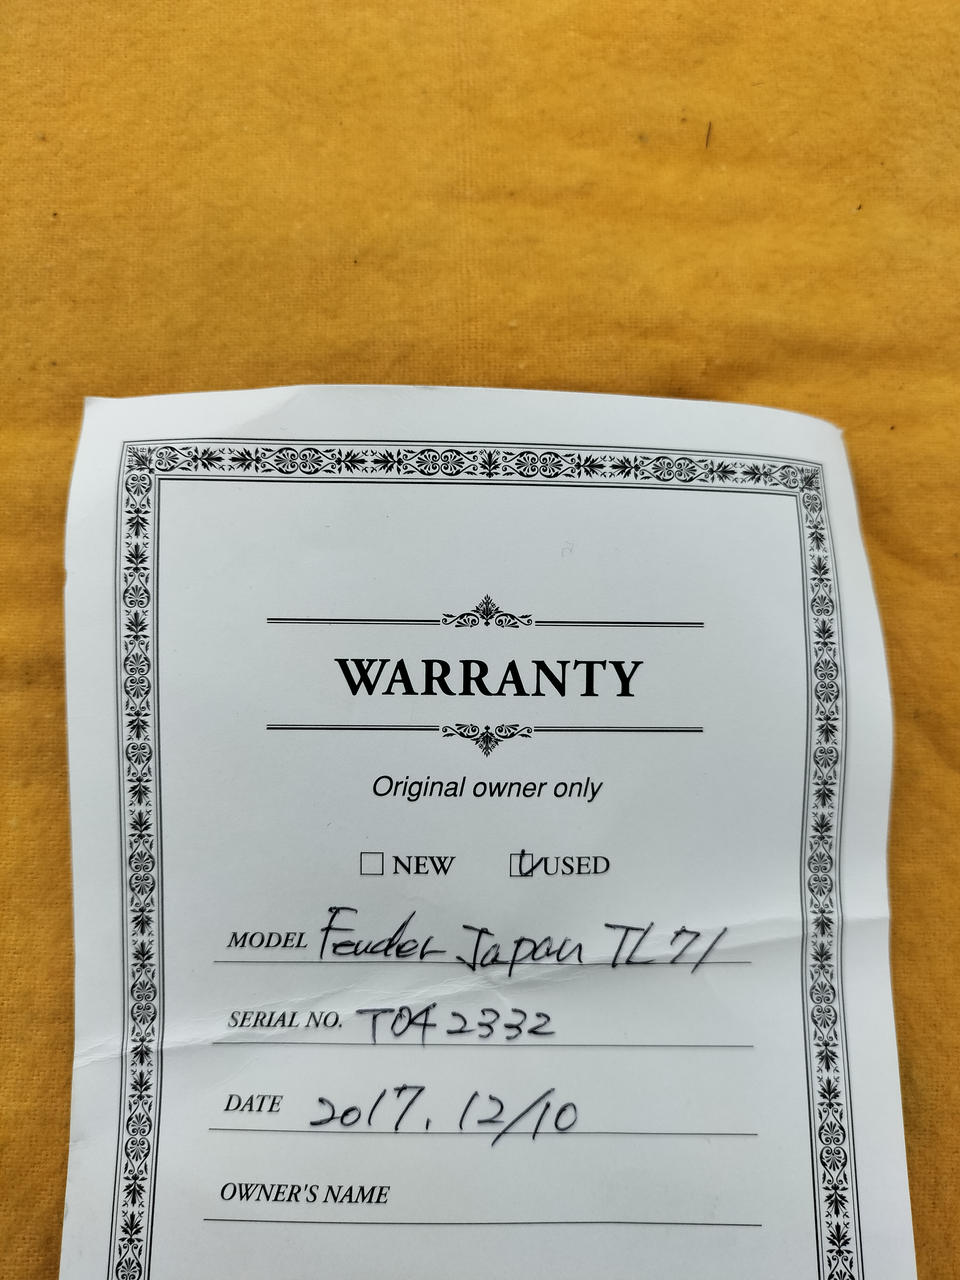 WARRANTY
Original owner only
☐ NEW ☑ USED
MODEL Fender Japan TL71
SERIAL NO. T042332
DATE 2017. 12/10
OWNER'S NAME